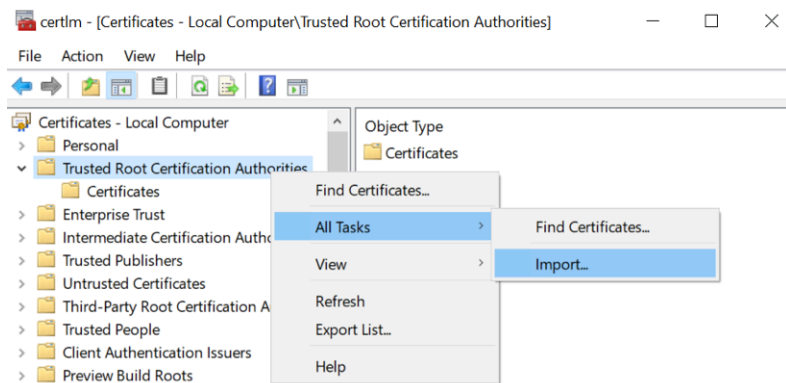 certlm - [Certificates - Local Computer\Trusted Root Certification Authorities]
File Action View Help
Certificates - Local Computer
Personal
Trusted Root Certification Authorities
Certificates
Enterprise Trust
Intermediate Certification Autho
Trusted Publishers
Untrusted Certificates
Third-Party Root Certification A
Trusted People
Client Authentication Issuers
Preview Build Roots
Object Type
Certificates
Find Certificates...
All Tasks
View
Refresh
Export List...
Help
Find Certificates...
Import...